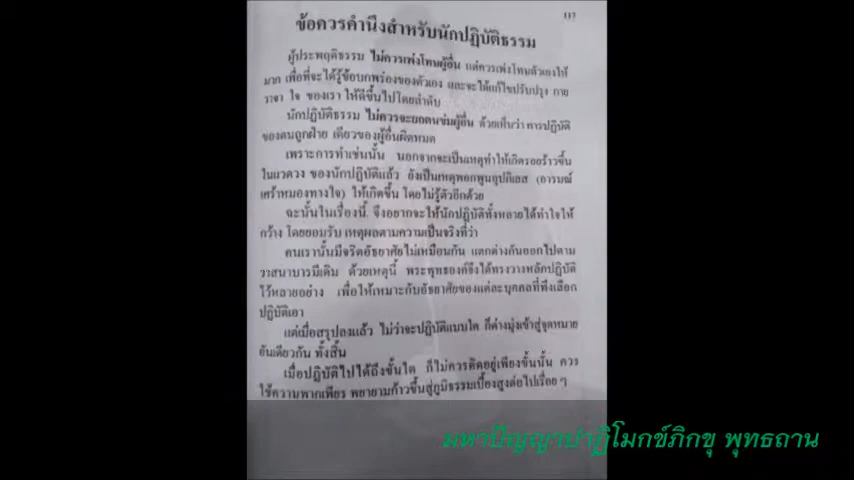 117
ข้อควรคำนึงสำหรับนักปฏิบัติธรรม
ผู้ประพฤติธรรม ไม่ควรเพ่งโทษผู้อื่น แต่ควรเพ่งโทษตัวเองให้
มาก เพื่อที่จะได้รู้ข้อบกพร่องของตัวเอง และจะได้แก้ไขปรับปรุง กาย
วาจา ใจ ของเรา ให้ดีขึ้นไปโดยลำดับ
นักปฏิบัติธรรม ไม่ควรจะยกตนข่มผู้อื่น ด้วยเห็นว่า การปฏิบัติ
ของตนถูกฝ่าย เดียวของผู้อื่นผิดหมด
เพราะการทำเช่นนั้น นอกจากจะเป็นเหตุทำให้เกิดรอยร้าวขึ้น
ในแวดวง ของนักปฏิบัติแล้ว ยังเป็นเหตุพอกพูนอุปกิเลส (อารมณ์
เศร้าหมองทางใจ) ให้เกิดขึ้น โดยไม่รู้ตัวอีกด้วย
ฉะนั้นในเรื่องนี้ จึงอยากจะให้นักปฏิบัติทั้งหลายได้ทำใจให้
กว้าง โดยยอมรับ เหตุผลตามความเป็นจริงที่ว่า
คนเรานั้นมีจริตอัธยาศัยไม่เหมือนกัน แตกต่างกันออกไปตาม
วาสนาบารมีเดิม ด้วยเหตุนี้ พระพุทธองค์จึงได้ทรงวางหลักปฏิบัติ
ไว้หลายอย่าง เพื่อให้เหมาะกับอัธยาศัยของแต่ละบุคคลที่พึงเลือก
ปฏิบัติเอา
แต่เมื่อสรุปลงแล้ว ไม่ว่าจะปฏิบัติแบบใด ก็ต่างมุ่งเข้าสู่จุดหมาย
อันเดียวกัน ทั้งสิ้น
เมื่อปฏิบัติไปได้ถึงขั้นใด ก็ไม่ควรติดอยู่เพียงขั้นนั้น ควร
ใช้ความพากเพียร พยายามก้าวขึ้นสู่ภูมิธรรมเบื้องสูงต่อไปเรื่อย ๆ
มหาปัญญาปาฏิโมกข์ภิกขุ พุทธถาน